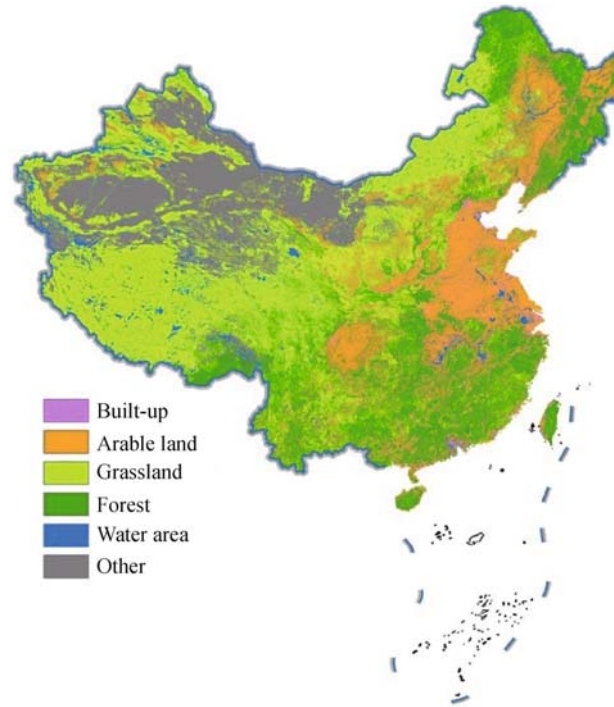 Built-up
Arable land
Grassland
Forest
Water area
Other